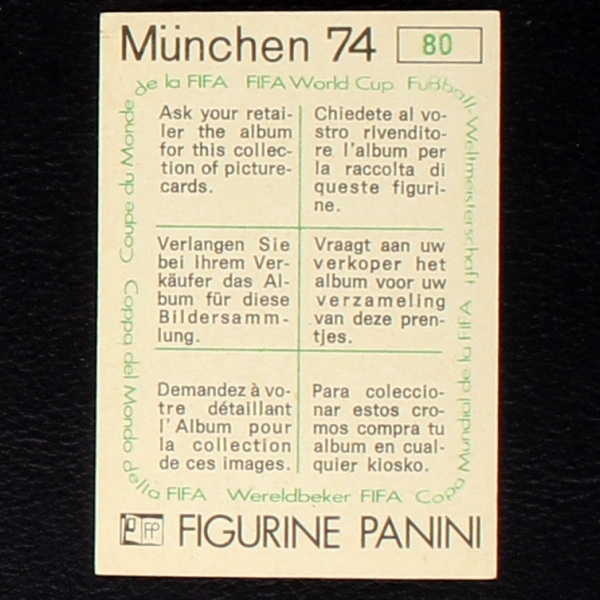 München 74 80
de la FIFA FIFA World Cup Fußball-Weltmeisterschaft
Ask your retai-
ler the album
for this collec-
tion of picture-
cards.
Chiedete al vo-
stro rivendito-
re l'album per
la raccolta di
queste figuri-
ne.
Verlangen Sie
bei Ihrem Ver-
käufer das Al-
bum für diese
Bildersamm-
lung.
Vraagt aan uw
verkoper het
album voor uw
verzameling
van deze pren-
tjes.
Demandez à vo-
tre détaillant
l'Album pour
la collection
de ces images.
Para coleccio-
nar estos cro-
mos compra tu
album en cual-
quier kiosko.
Copa Mundial de la FIFA
Wereldbeker FIFA
Coppa del Mondo della FIFA
Coupe du Monde
FP FIGURINE PANINI